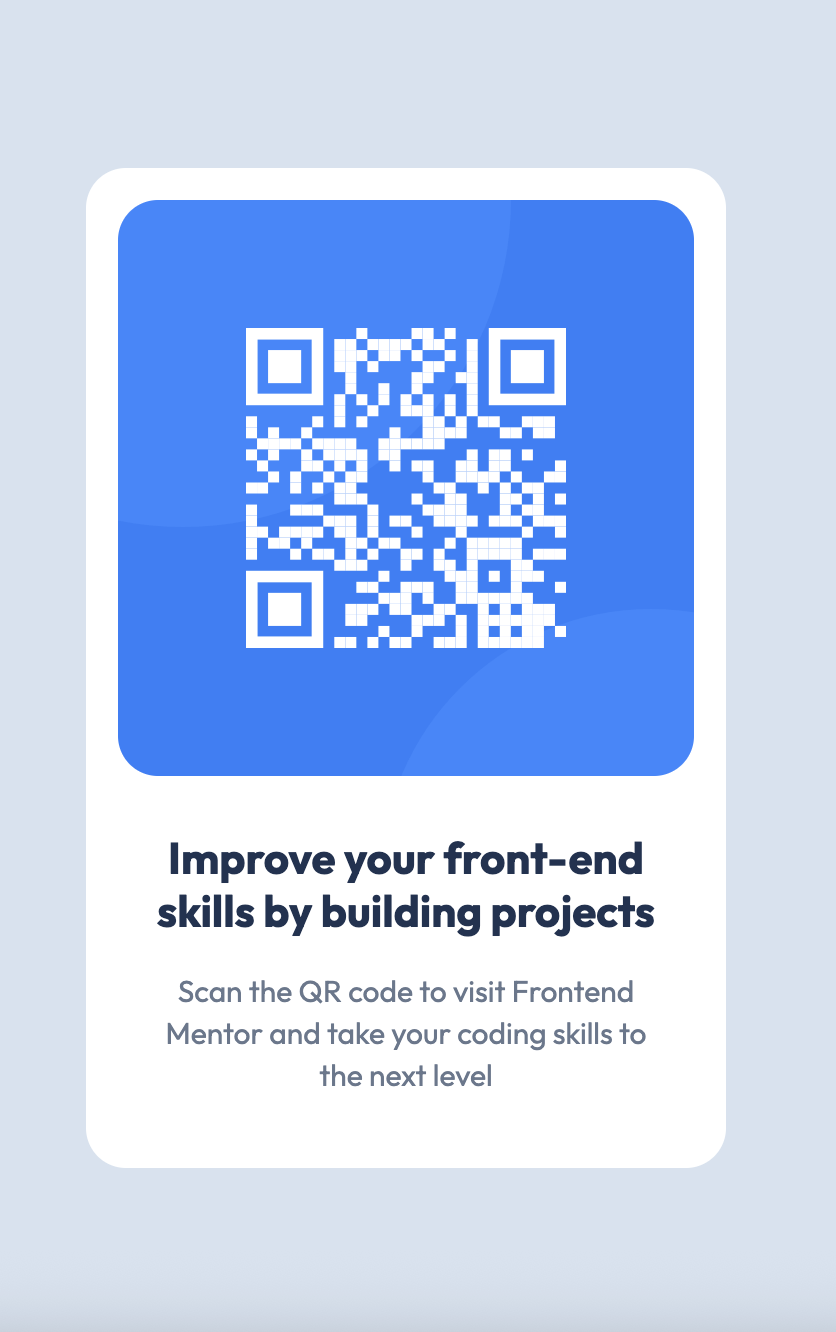 Improve your front-end
skills by building projects
Scan the QR code to visit Frontend
Mentor and take your coding skills to
the next level